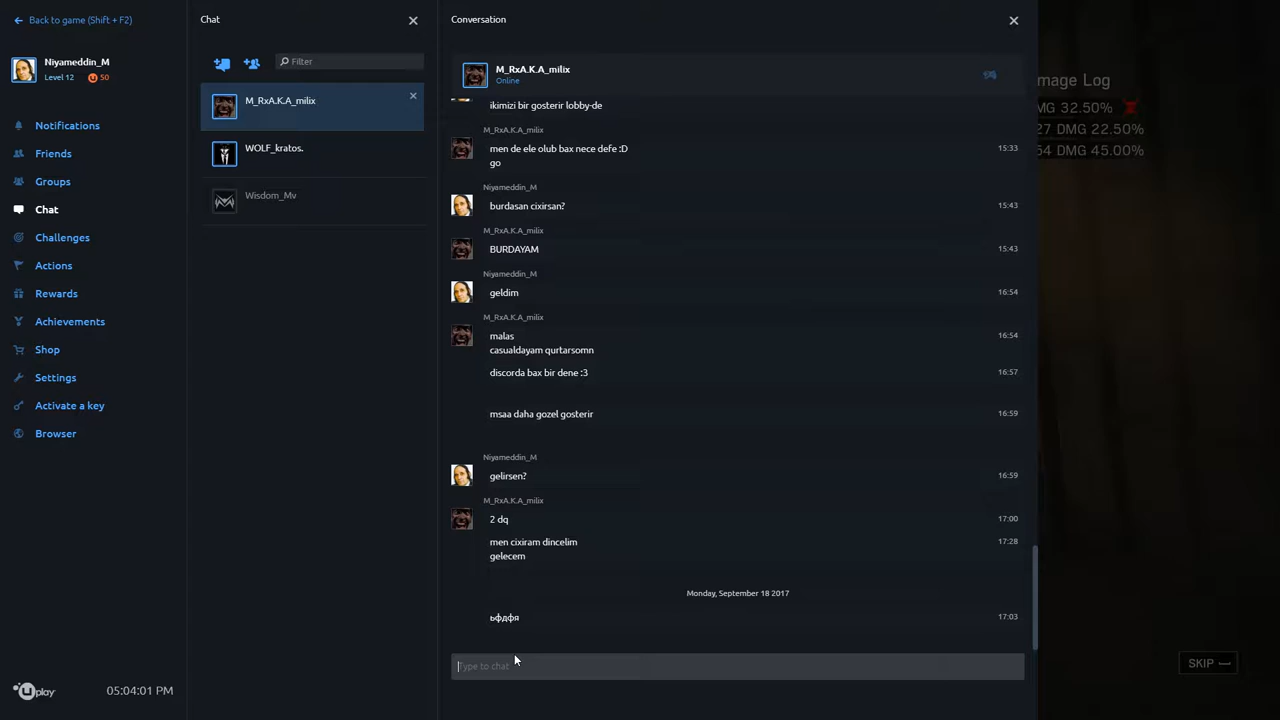 Back to game (Shift + F2)
Niyameddin_M
Level 12
50
Notifications
Friends
Groups
Chat
Challenges
Actions
Rewards
Achievements
Shop
Settings
Activate a key
Browser
uplay
05:04:01 PM
Chat
Filter
M_RxA.K.A_milix
WOLF_kratos.
Wisdom_Mv
Conversation
M_RxA.K.A_milix
Online
ikimizi bir gosterir lobby-de
M_RxA.K.A_milix
men de ele olub bax nece defe :D 15:33
go
Niyameddin_M
burdasan cixirsan? 15:43
M_RxA.K.A_milix
BURDAYAM 15:43
Niyameddin_M
geldim 16:54
M_RxA.K.A_milix
malas 16:54
casualdayam qurtarsomn
discorda bax bir dene :3 16:57
msaa daha gozel gosterir 16:59
Niyameddin_M
gelirsen? 16:59
M_RxA.K.A_milix
2 dq 17:00
men cixiram dincelim 17:28
gelecem
Monday, September 18 2017
ьфдфя 17:03
Type to chat
mage Log
MG 32.50%
27 DMG 22.50%
54 DMG 45.00%
SKIP